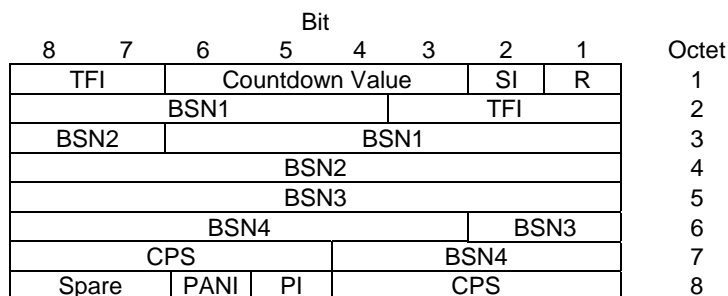 Bit
8 7 6 5 4 3 2 1 Octet
TFI Countdown Value SI R 1
BSN1 TFI 2
BSN2 BSN1 3
BSN2 4
BSN3 5
BSN4 BSN3 6
CPS BSN4 7
Spare PANI PI CPS 8